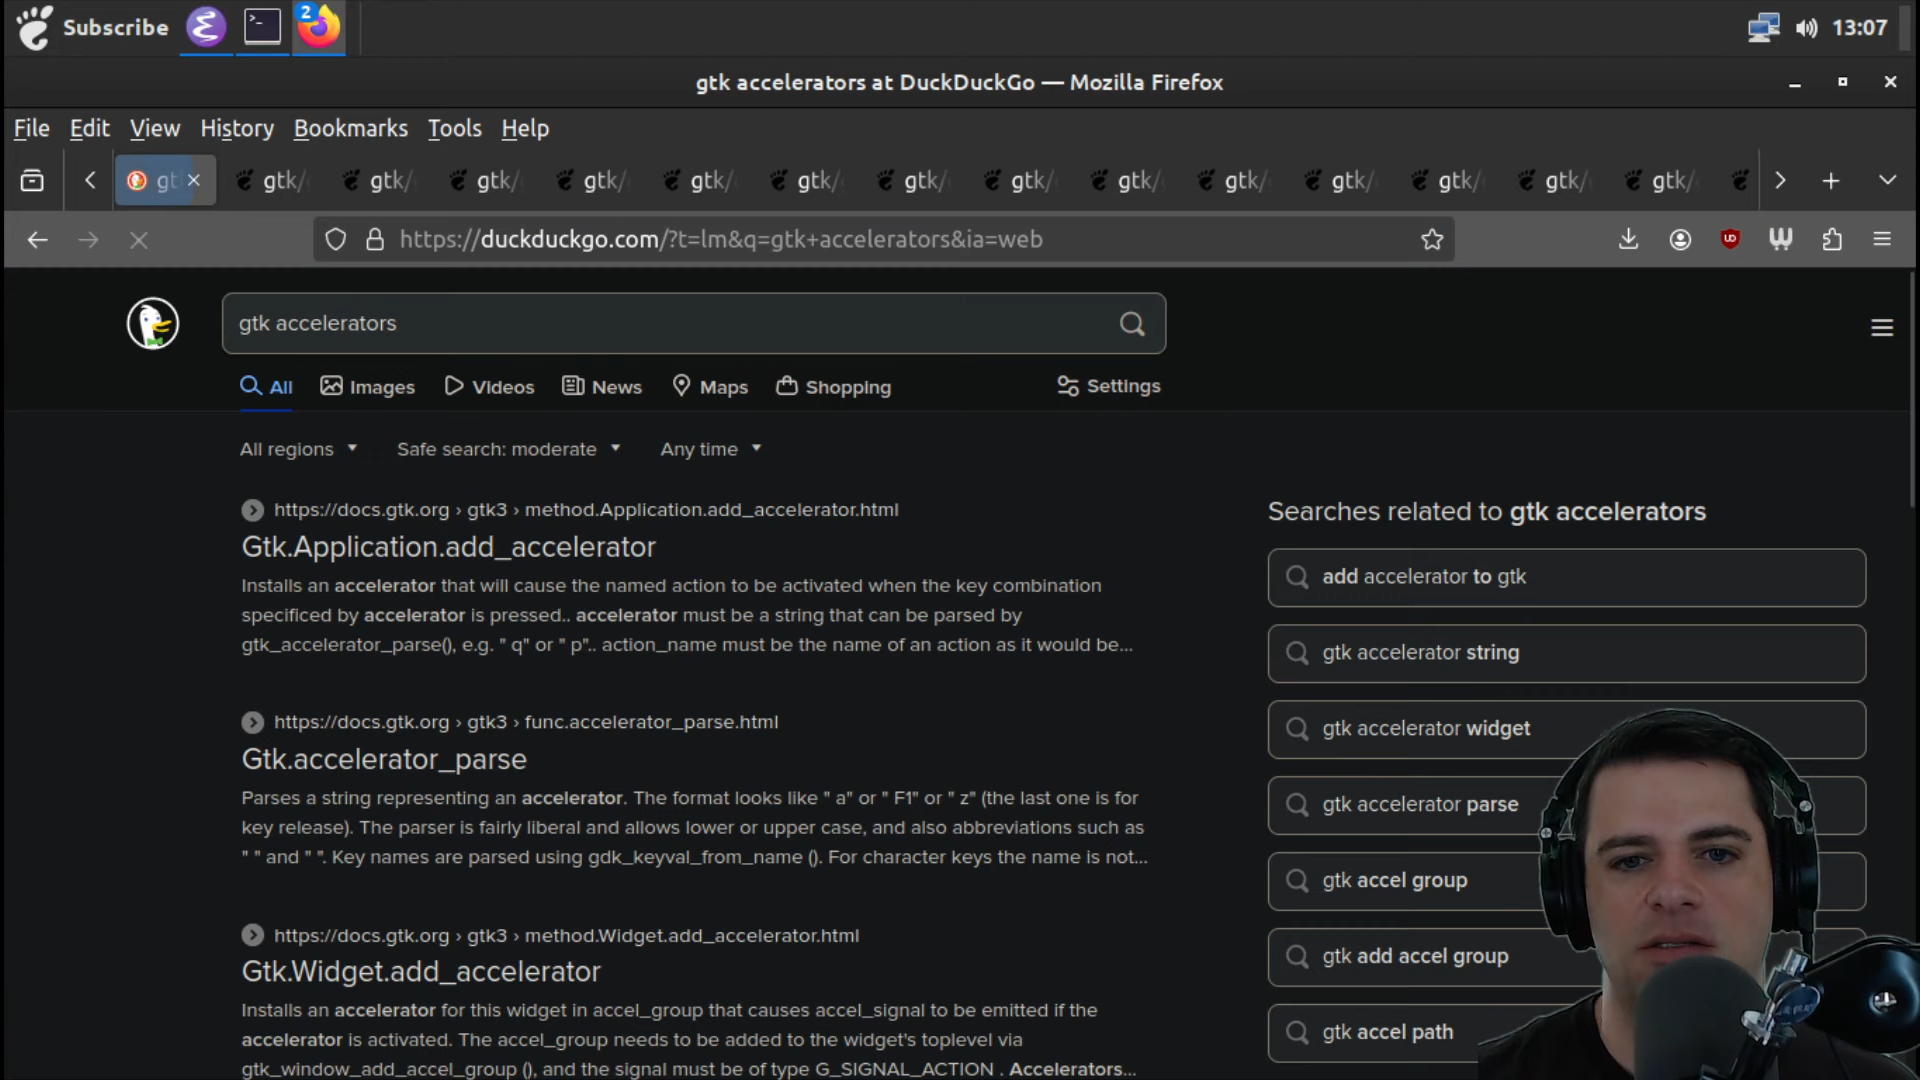 Subscribe
2
13:07
gtk accelerators at DuckDuckGo — Mozilla Firefox
File Edit View History Bookmarks Tools Help
gt gtk/ gtk/ gtk/ gtk/ gtk/ gtk/ gtk/ gtk/ gtk/ gtk/ gtk/ gtk/ gtk/ gtk/
https://duckduckgo.com/?t=lm&q=gtk+accelerators&ia=web
gtk accelerators
All Images Videos News Maps Shopping Settings
All regions Safe search: moderate Any time
https://docs.gtk.org › gtk3 › method.Application.add_accelerator.html
Gtk.Application.add_accelerator
Installs an accelerator that will cause the named action to be activated when the key combination
specificed by accelerator is pressed.. accelerator must be a string that can be parsed by
gtk_accelerator_parse(), e.g. " q" or " p".. action_name must be the name of an action as it would be...
https://docs.gtk.org › gtk3 › func.accelerator_parse.html
Gtk.accelerator_parse
Parses a string representing an accelerator. The format looks like " a" or " F1" or " z" (the last one is for
key release). The parser is fairly liberal and allows lower or upper case, and also abbreviations such as
" " and " ". Key names are parsed using gdk_keyval_from_name (). For character keys the name is not...
https://docs.gtk.org › gtk3 › method.Widget.add_accelerator.html
Gtk.Widget.add_accelerator
Installs an accelerator for this widget in accel_group that causes accel_signal to be emitted if the
accelerator is activated. The accel_group needs to be added to the widget's toplevel via
gtk_window_add_accel_group (), and the signal must be of type G_SIGNAL_ACTION . Accelerators...
Searches related to gtk accelerators
add accelerator to gtk
gtk accelerator string
gtk accelerator widget
gtk accelerator parse
gtk accel group
gtk add accel group
gtk accel path